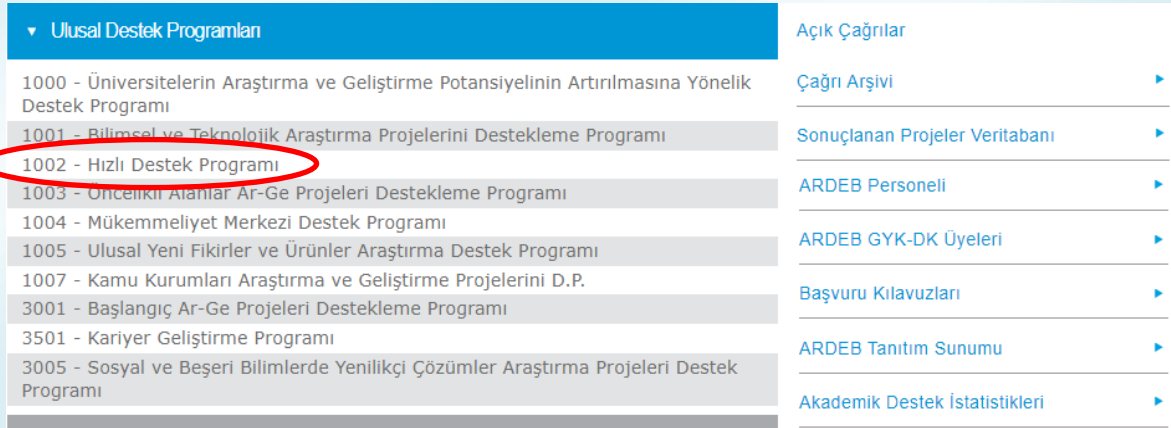 Ulusal Destek Programları
1000 - Üniversitelerin Araştırma ve Geliştirme Potansiyelinin Artırılmasına Yönelik
Destek Programı
1001 - Bilimsel ve Teknolojik Araştırma Projelerini Destekleme Programı
1002 - Hızlı Destek Programı
1003 - Öncelikli Alanlar Ar-Ge Projeleri Destekleme Programı
1004 - Mükemmeliyet Merkezi Destek Programı
1005 - Ulusal Yeni Fikirler ve Ürünler Araştırma Destek Programı
1007 - Kamu Kurumları Araştırma ve Geliştirme Projelerini D.P.
3001 - Başlangıç Ar-Ge Projeleri Destekleme Programı
3501 - Kariyer Geliştirme Programı
3005 - Sosyal ve Beşeri Bilimlerde Yenilikçi Çözümler Araştırma Projeleri Destek
Programı
Açık Çağrılar
Çağrı Arşivi
Sonuçlanan Projeler Veritabanı
ARDEB Personeli
ARDEB GYK-DK Üyeleri
Başvuru Kılavuzları
ARDEB Tanıtım Sunumu
Akademik Destek İstatistikleri